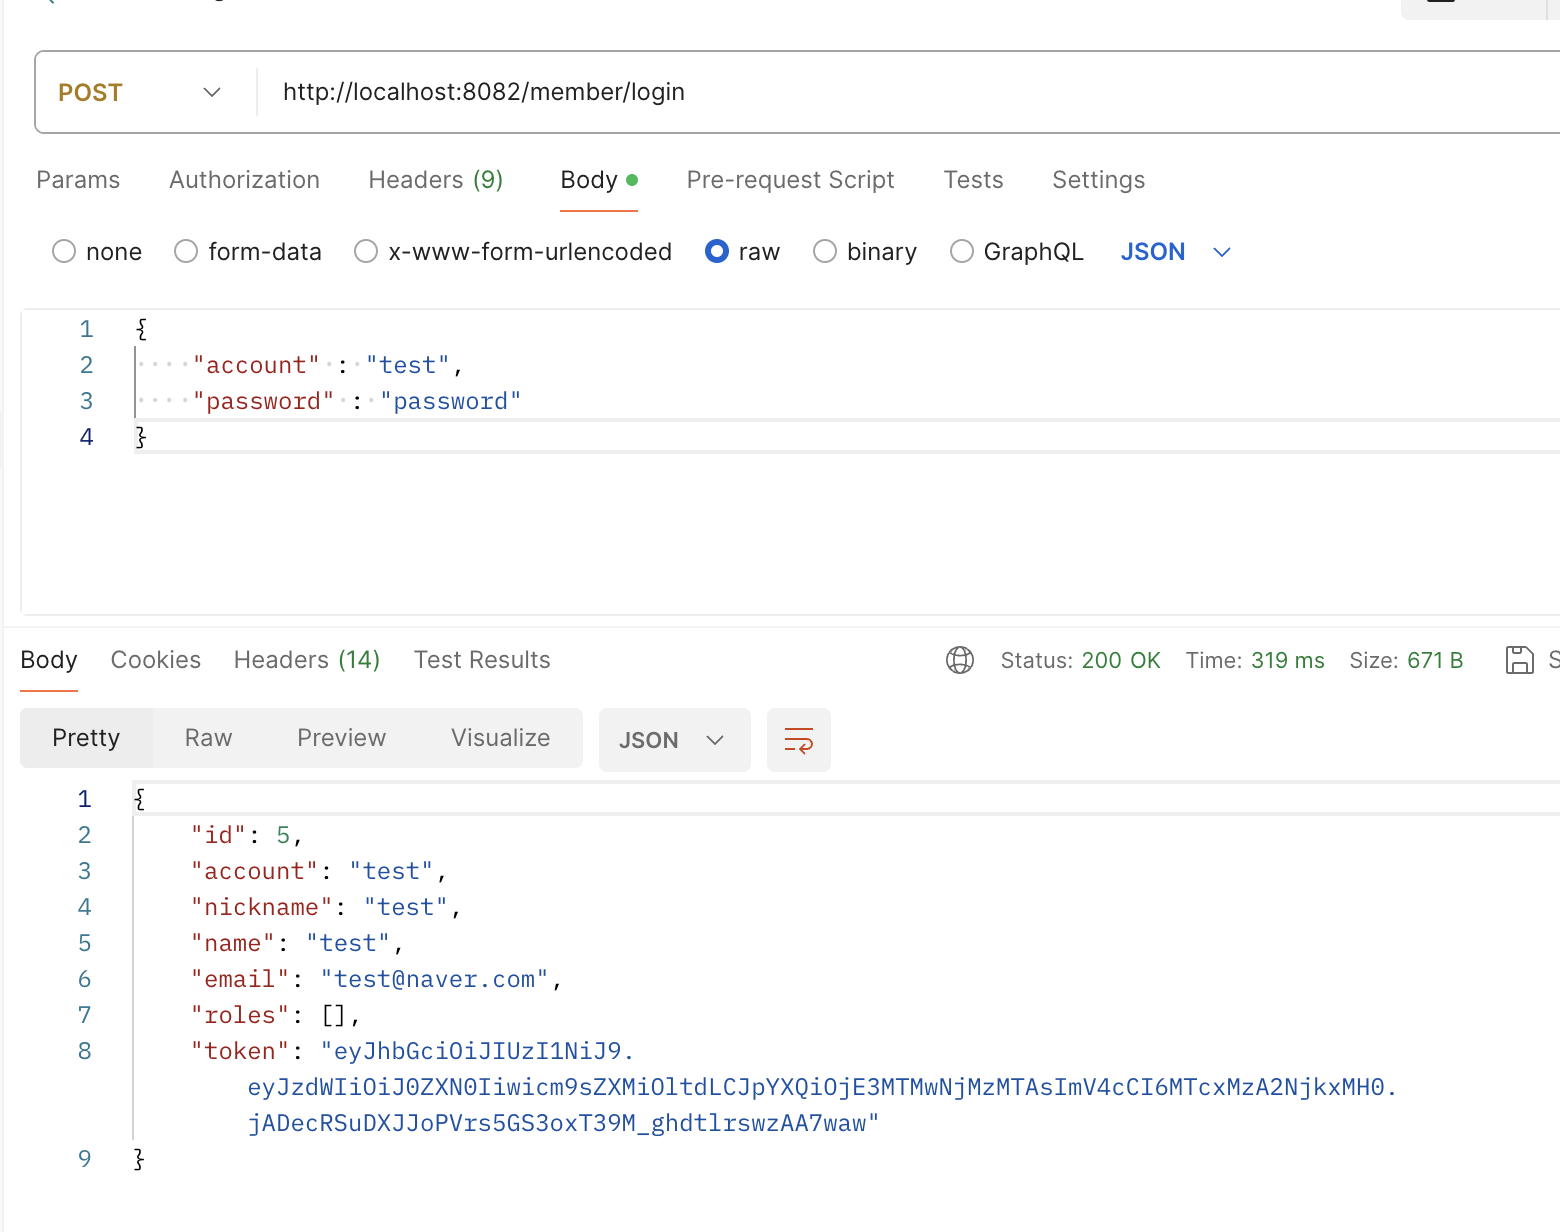 POST
http://localhost:8082/member/login
Params Authorization Headers (9) Body Pre-request Script Tests Settings
none form-data x-www-form-urlencoded raw binary GraphQL JSON
1 {
2 "account" : "test",
3 "password" : "password"
4 }
Body Cookies Headers (14) Test Results Status: 200 OK Time: 319 ms Size: 671 B S
Pretty Raw Preview Visualize JSON
1 {
2 "id": 5,
3 "account": "test",
4 "nickname": "test",
5 "name": "test",
6 "email": "test@naver.com",
7 "roles": [],
8 "token": "eyJhbGciOiJIUzI1NiJ9.
eyJzdWIiOiJ0ZXN0Iiwicm9sZXMiOltdLCJpYXQiOjE3MTMwNjMzMTAsImV4cCI6MTcxMzA2NjkxMH0.
jADecRSuDXJJoPVrs5GS3oxT39M_ghdtlrswzAA7waw"
9 }